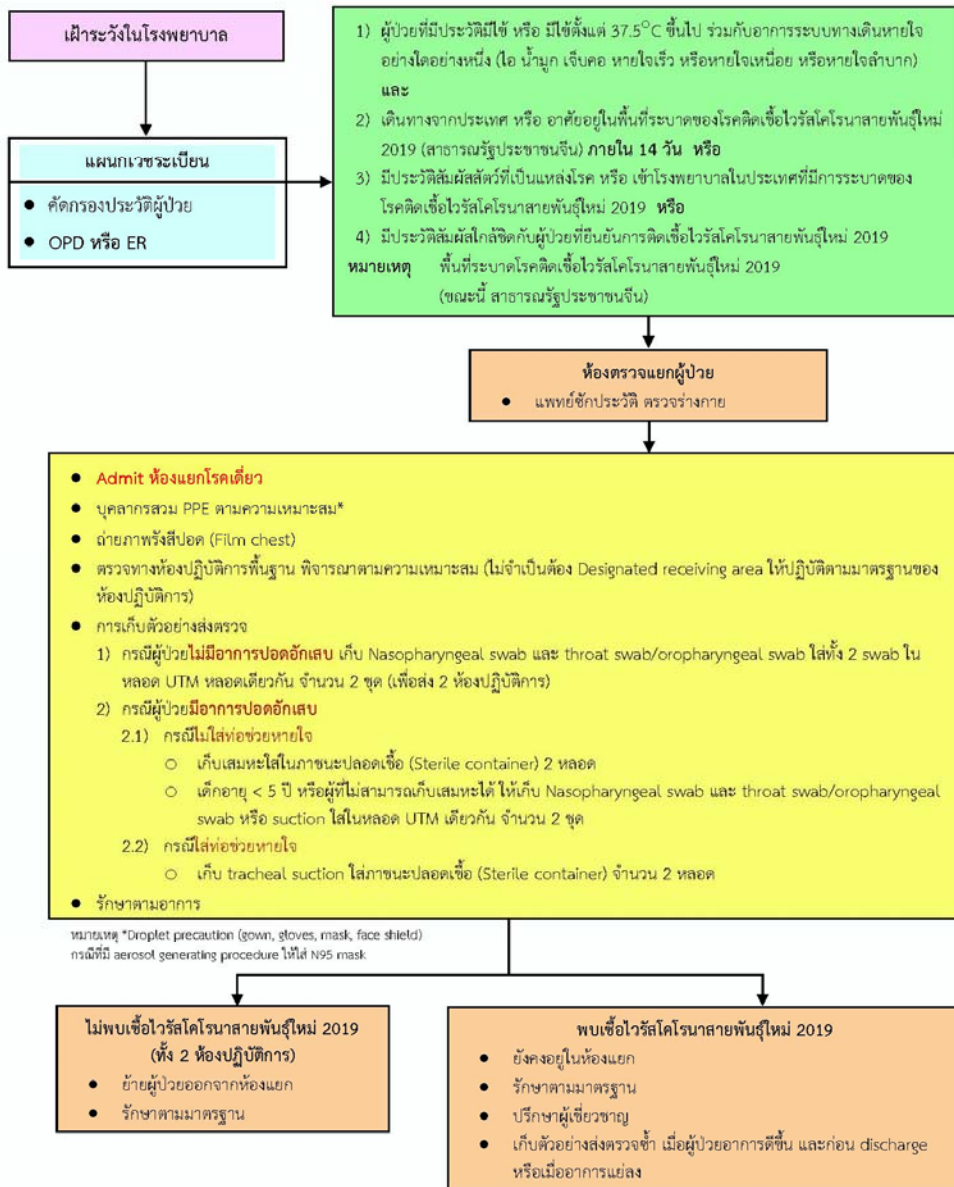 เฝ้าระวังในโรงพยาบาล
แผนกเวชระเบียน
● คัดกรองประวัติผู้ป่วย
● OPD หรือ ER
1) ผู้ป่วยที่มีประวัติมีไข้ หรือ มีไข้ตั้งแต่ 37.5°C ขึ้นไป ร่วมกับอาการระบบทางเดินหายใจ
อย่างใดอย่างหนึ่ง (ไอ น้ำมูก เจ็บคอ หายใจเร็ว หรือหายใจเหนื่อย หรือหายใจลำบาก)
และ
2) เดินทางจากประเทศ หรือ อาศัยอยู่ในพื้นที่ระบาดของโรคติดเชื้อไวรัสโคโรนาสายพันธุ์ใหม่
2019 (สาธารณรัฐประชาชนจีน) ภายใน 14 วัน หรือ
3) มีประวัติสัมผัสสัตว์ที่เป็นแหล่งโรค หรือ เข้าโรงพยาบาลในประเทศที่มีการระบาดของ
โรคติดเชื้อไวรัสโคโรนาสายพันธุ์ใหม่ 2019 หรือ
4) มีประวัติสัมผัสใกล้ชิดกับผู้ป่วยที่ยืนยันการติดเชื้อไวรัสโคโรนาสายพันธุ์ใหม่ 2019
หมายเหตุ พื้นที่ระบาดโรคติดเชื้อไวรัสโคโรนาสายพันธุ์ใหม่ 2019
(ขณะนี้ สาธารณรัฐประชาชนจีน)
ห้องตรวจแยกผู้ป่วย
● แพทย์ซักประวัติ ตรวจร่างกาย
● Admit ห้องแยกโรคเดี่ยว
● บุคลากรสวม PPE ตามความเหมาะสม*
● ถ่ายภาพรังสีปอด (Film chest)
● ตรวจทางห้องปฏิบัติการพื้นฐาน พิจารณาตามความเหมาะสม (ไม่จำเป็นต้อง Designated receiving area ให้ปฏิบัติตามมาตรฐานของ
ห้องปฏิบัติการ)
● การเก็บตัวอย่างส่งตรวจ
1) กรณีผู้ป่วยไม่มีอาการปอดอักเสบ เก็บ Nasopharyngeal swab และ throat swab/oropharyngeal swab ใส่ทั้ง 2 swab ใน
หลอด UTM หลอดเดียวกัน จำนวน 2 ชุด (เพื่อส่ง 2 ห้องปฏิบัติการ)
2) กรณีผู้ป่วยมีอาการปอดอักเสบ
2.1) กรณีไม่ใส่ท่อช่วยหายใจ
○ เก็บเสมหะใส่ในภาชนะปลอดเชื้อ (Sterile container) 2 หลอด
○ เด็กอายุ < 5 ปี หรือผู้ที่ไม่สามารถเก็บเสมหะได้ ให้เก็บ Nasopharyngeal swab และ throat swab/oropharyngeal
swab หรือ suction ใส่ในหลอด UTM เดียวกัน จำนวน 2 ชุด
2.2) กรณีใส่ท่อช่วยหายใจ
○ เก็บ tracheal suction ใส่ภาชนะปลอดเชื้อ (Sterile container) จำนวน 2 หลอด
● รักษาตามอาการ
หมายเหตุ *Droplet precaution (gown, gloves, mask, face shield)
กรณีที่มี aerosol generating procedure ให้ใส่ N95 mask
ไม่พบเชื้อไวรัสโคโรนาสายพันธุ์ใหม่ 2019
(ทั้ง 2 ห้องปฏิบัติการ)
● ย้ายผู้ป่วยออกจากห้องแยก
● รักษาตามมาตรฐาน
พบเชื้อไวรัสโคโรนาสายพันธุ์ใหม่ 2019
● ยังคงอยู่ในห้องแยก
● รักษาตามมาตรฐาน
● ปรึกษาผู้เชี่ยวชาญ
● เก็บตัวอย่างส่งตรวจซ้ำ เมื่อผู้ป่วยอาการดีขึ้น และก่อน discharge
หรือเมื่ออาการแย่ลง